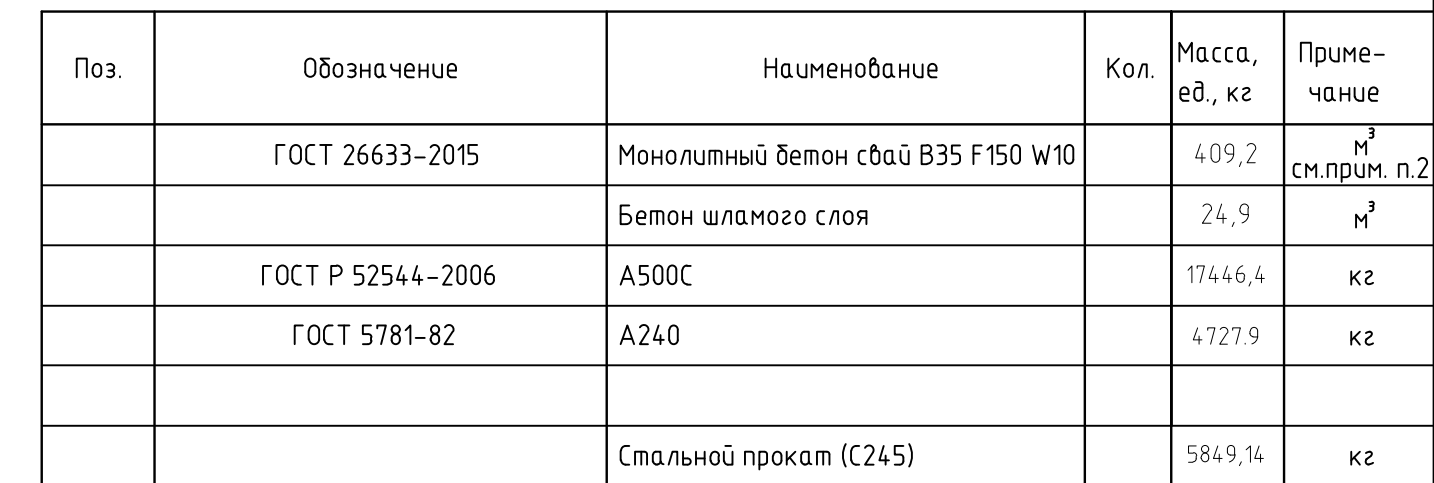 Поз. Обозначение Наименование Кол. Масса, ед., кг Приме- чание
ГОСТ 26633-2015 Монолитный бетон свай В35 F150 W10 409,2 м³ см.прим. п.2
Бетон шламого слоя 24,9 м³
ГОСТ Р 52544-2006 А500С 17446,4 кг
ГОСТ 5781-82 А240 4727.9 кг
Стальной прокат (С245) 5849,14 кг